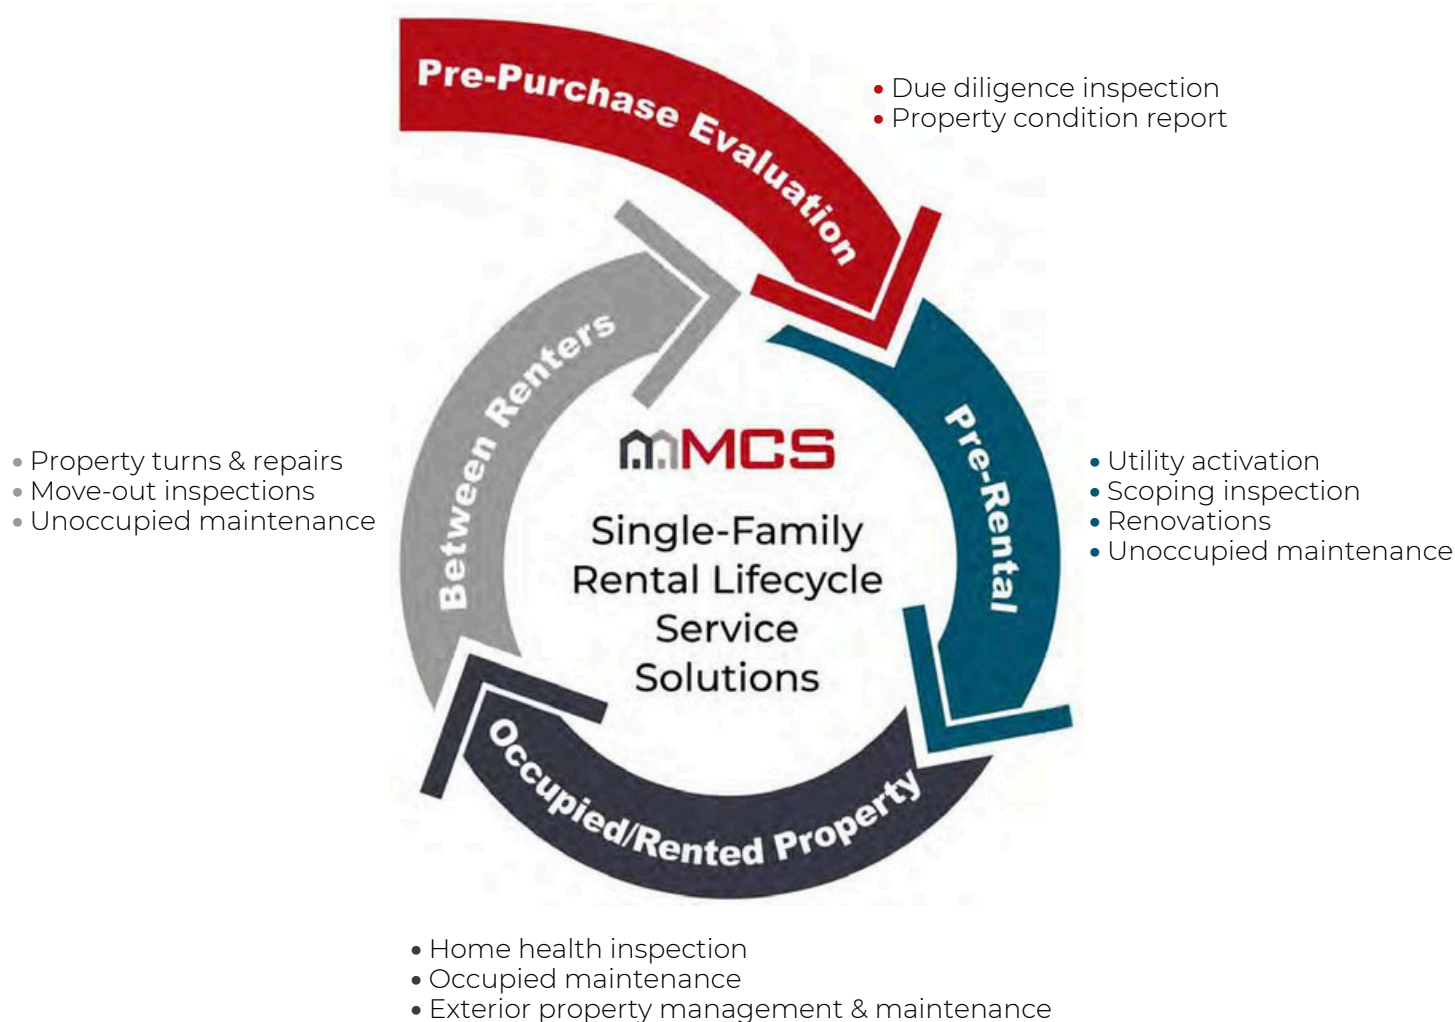 Pre-Purchase Evaluation
• Due diligence inspection
• Property condition report
Pre-Rental
• Utility activation
• Scoping inspection
• Renovations
• Unoccupied maintenance
Occupied/Rented Property
• Home health inspection
• Occupied maintenance
• Exterior property management & maintenance
Between Renters
• Property turns & repairs
• Move-out inspections
• Unoccupied maintenance
MCS
Single-Family
Rental Lifecycle
Service
Solutions